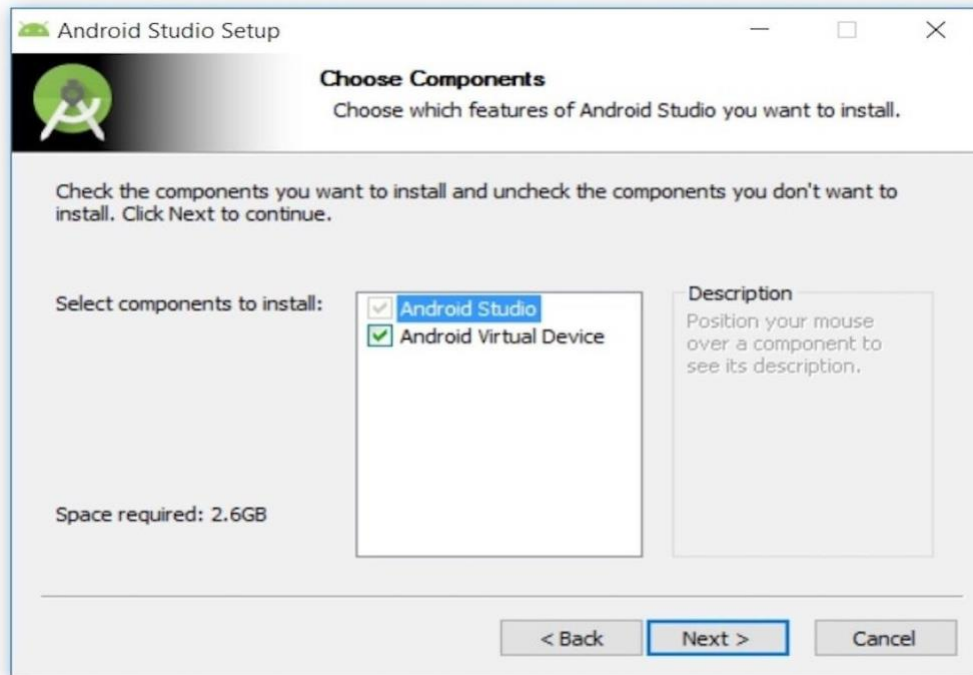 Android Studio Setup
Choose Components
Choose which features of Android Studio you want to install.
Check the components you want to install and uncheck the components you don't want to
install. Click Next to continue.
Select components to install:
Android Studio
Android Virtual Device
Description
Position your mouse
over a component to
see its description.
Space required: 2.6GB
< Back
Next >
Cancel